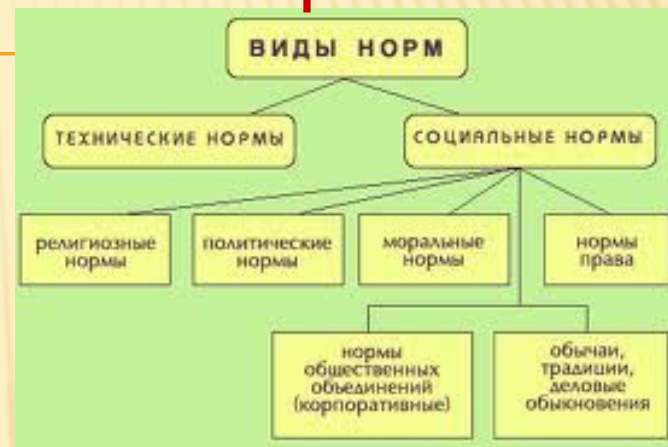 ВИДЫ НОРМ
ТЕХНИЧЕСКИЕ НОРМЫ
СОЦИАЛЬНЫЕ НОРМЫ
религиозные
нормы
политические
нормы
моральные
нормы
нормы
права
нормы
общественных
объединений
(корпоративные)
обычаи,
традиции,
деловые
обыкновения